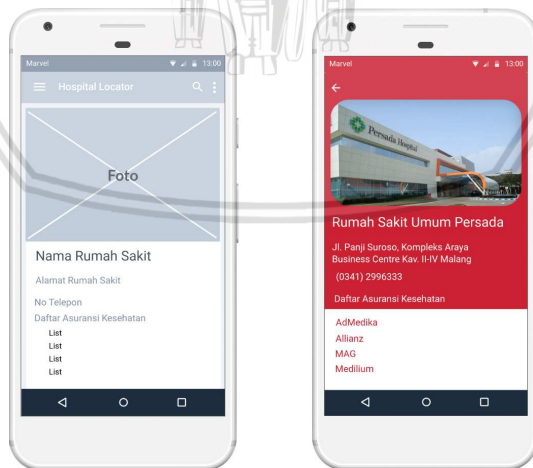 Marvel
13:00
Hospital Locator
Foto
Nama Rumah Sakit
Alamat Rumah Sakit
No Telepon
Daftar Asuransi Kesehatan
List
List
List
List
Marvel
13:00
Persada Hospital
Rumah Sakit Umum Persada
Jl. Panji Suroso, Kompleks Araya
Business Centre Kav. II-IV Malang
(0341) 2996333
Daftar Asuransi Kesehatan
AdMedika
Allianz
MAG
Medilium